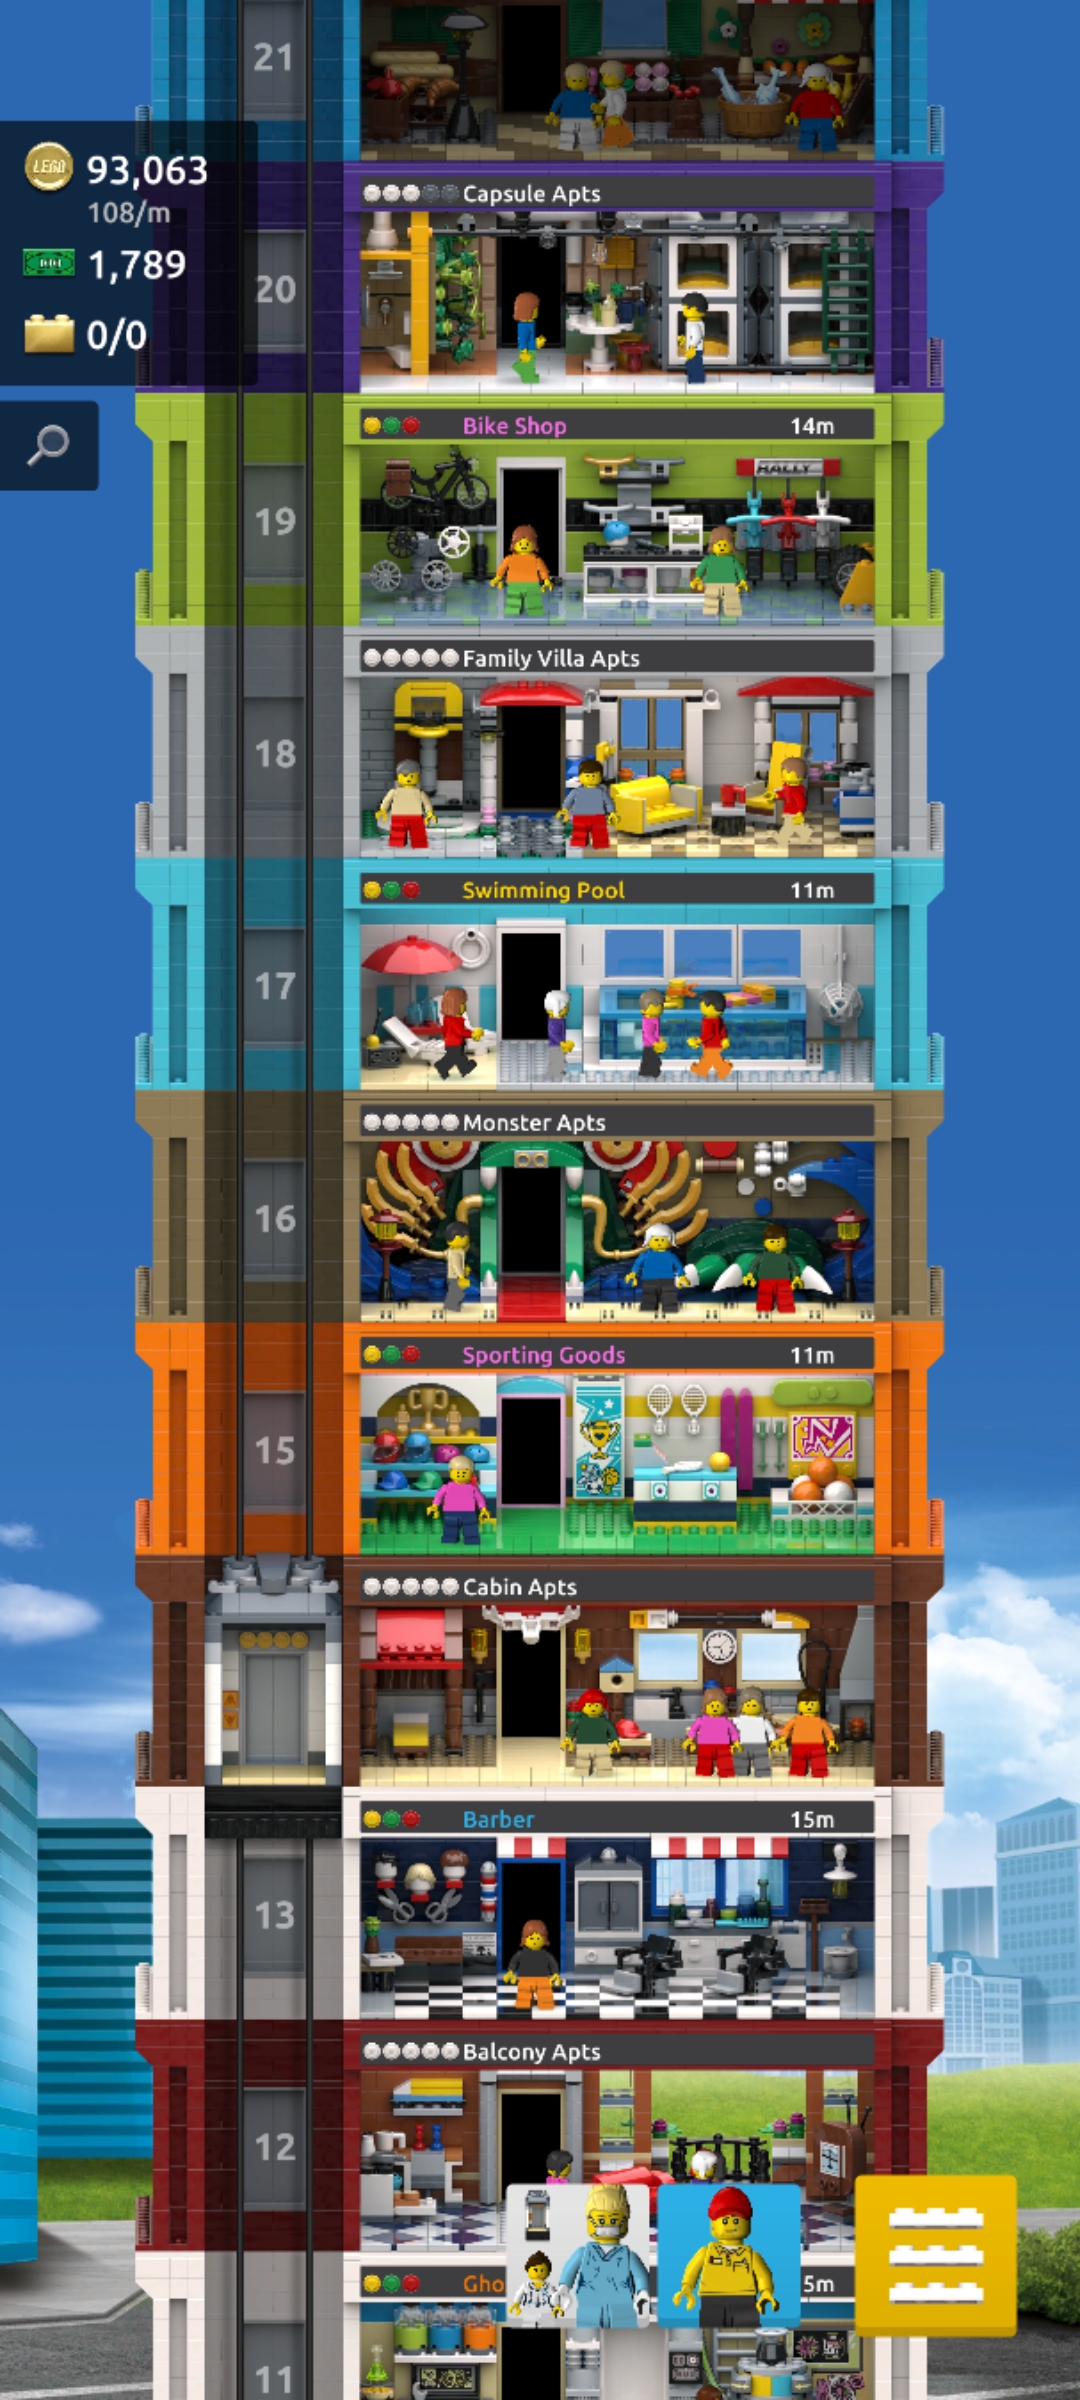 21
LEGO
93,063
108/m
1,789
0/0
Capsule Apts
20
Bike Shop 14m
RALLY
19
Family Villa Apts
18
Swimming Pool 11m
17
Monster Apts
16
Sporting Goods 11m
15
Cabin Apts
Barber 15m
13
Balcony Apts
12
Gho 5m
11